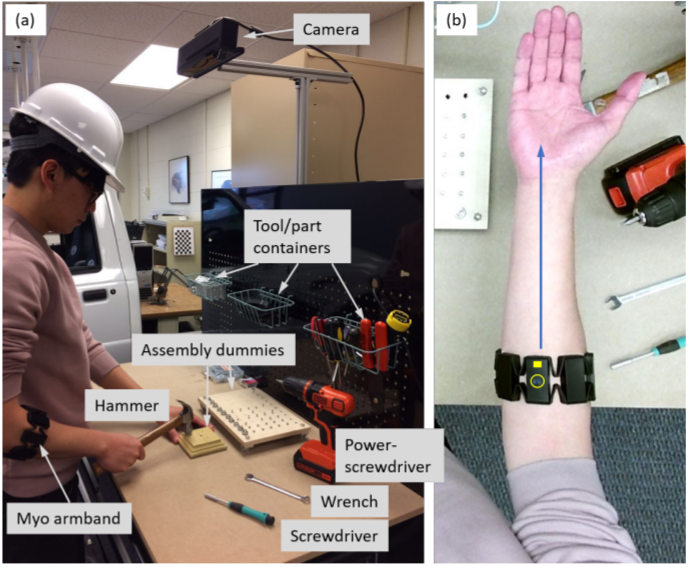 (a)
Camera
(b)
Tool/part
containers
Assembly dummies
Hammer
Power-
screwdriver
Wrench
Myo armband
Screwdriver